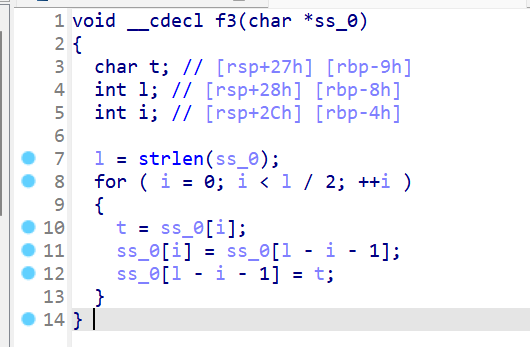 1 void __cdecl f3(char *ss_0)
2 {
3   char t; // [rsp+27h] [rbp-9h]
4   int l; // [rsp+28h] [rbp-8h]
5   int i; // [rsp+2Ch] [rbp-4h]
6
7   l = strlen(ss_0);
8   for ( i = 0; i < l / 2; ++i )
9   {
10     t = ss_0[i];
11     ss_0[i] = ss_0[l - i - 1];
12     ss_0[l - i - 1] = t;
13   }
14 }